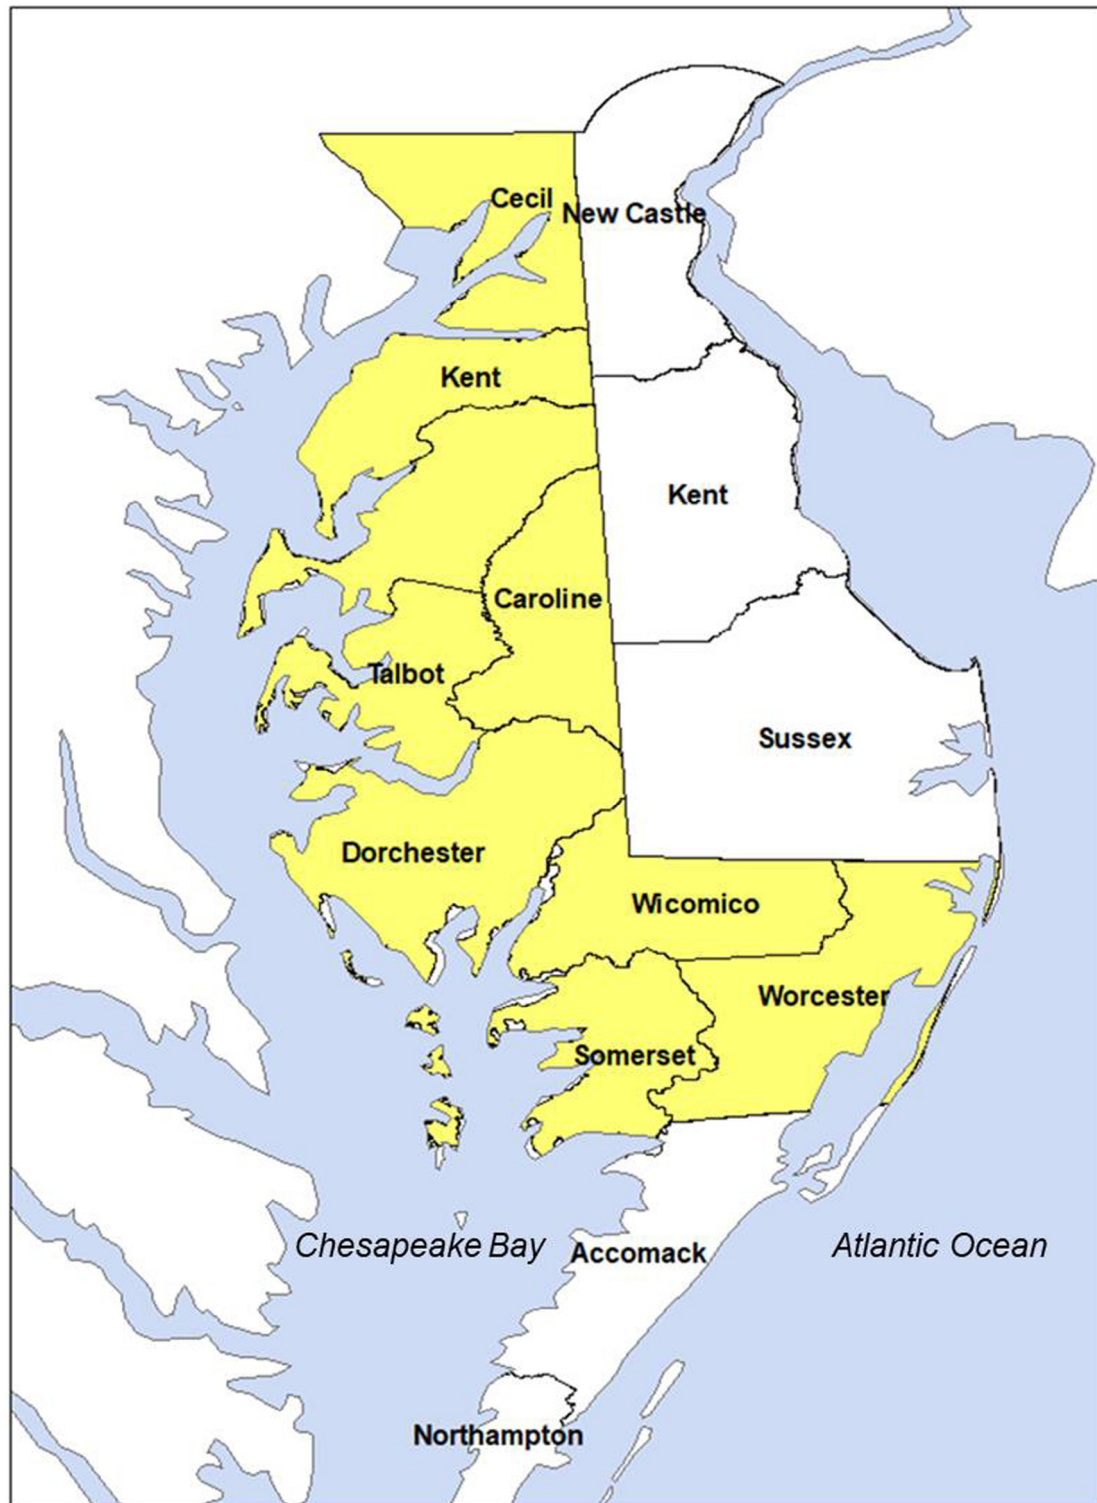 Cecil
New Castle
Kent
Kent
Caroline
Talbot
Sussex
Dorchester
Wicomico
Worcester
Somerset
Chesapeake Bay
Accomack
Atlantic Ocean
Northampton